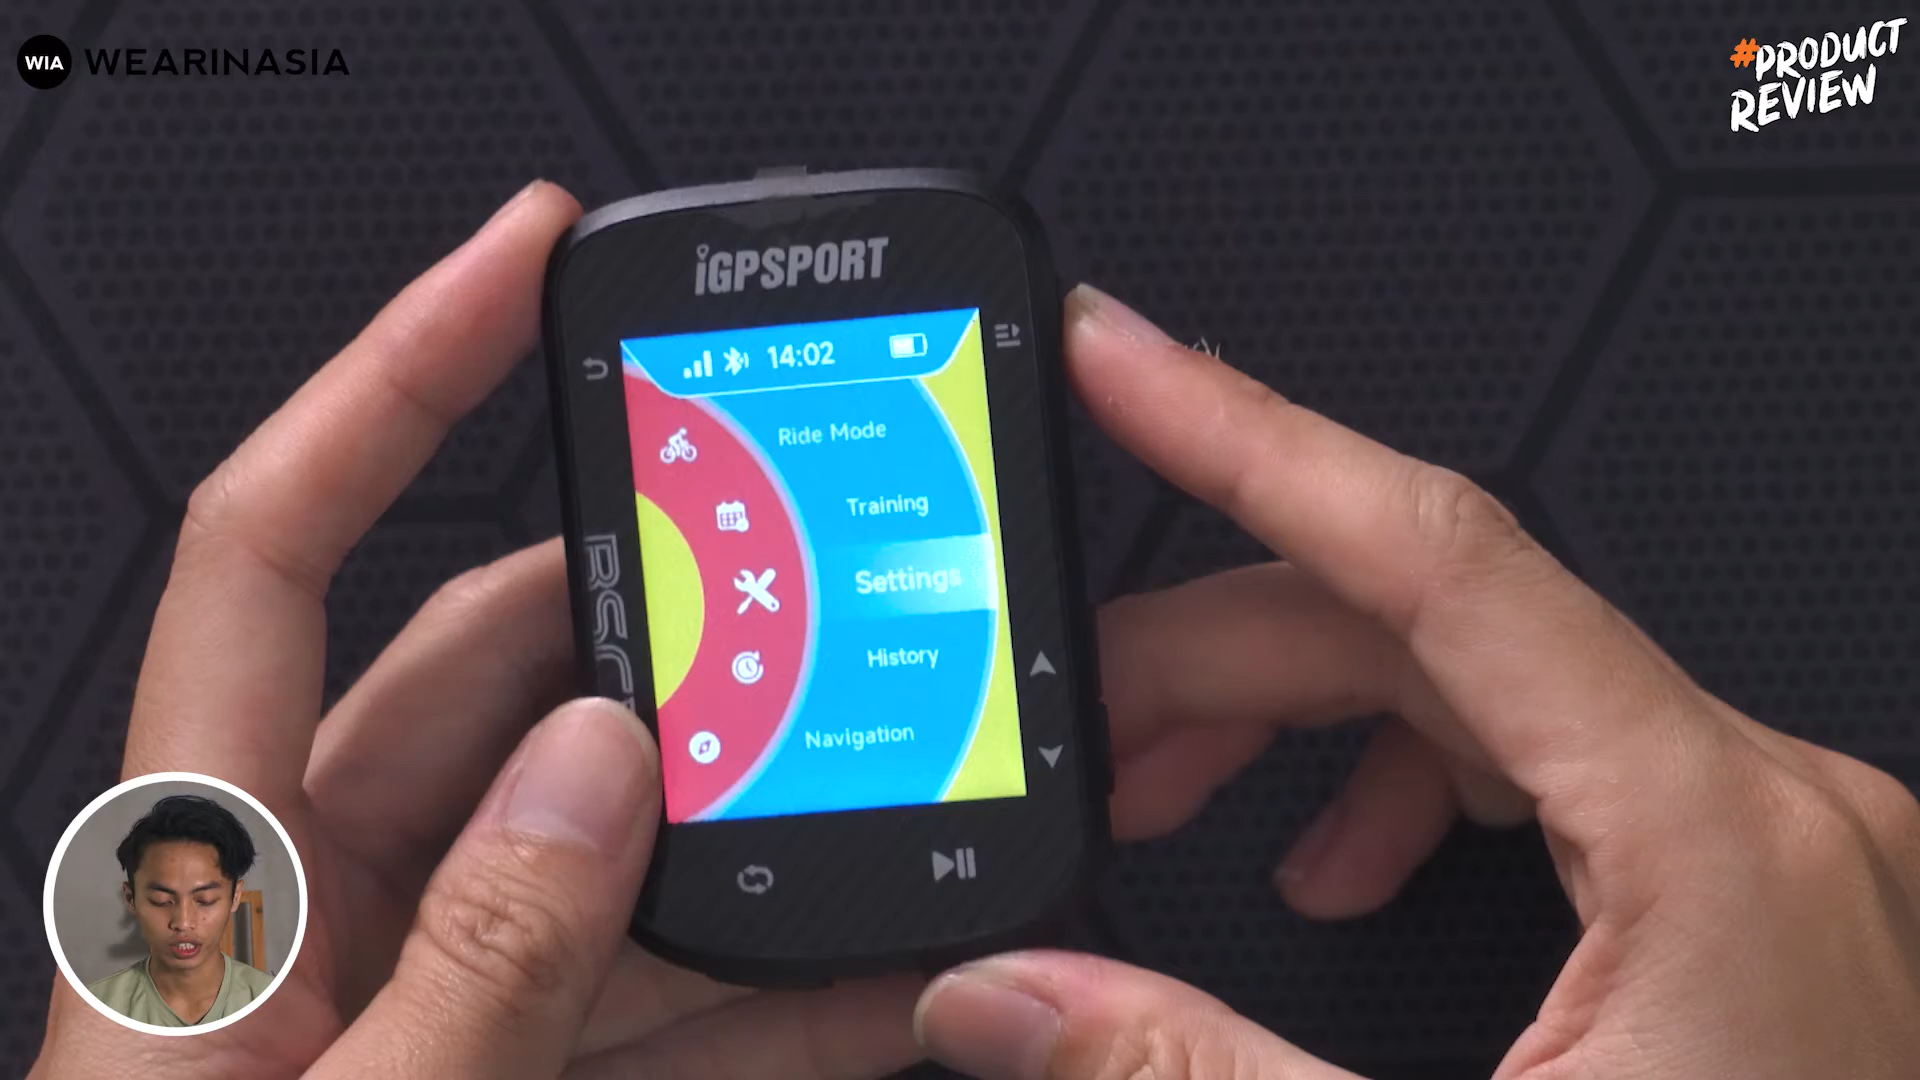 WIA WEARINASIA
#PRODUCT
REVIEW
iGPSPORT
14:02
Ride Mode
Training
Settings
History
Navigation